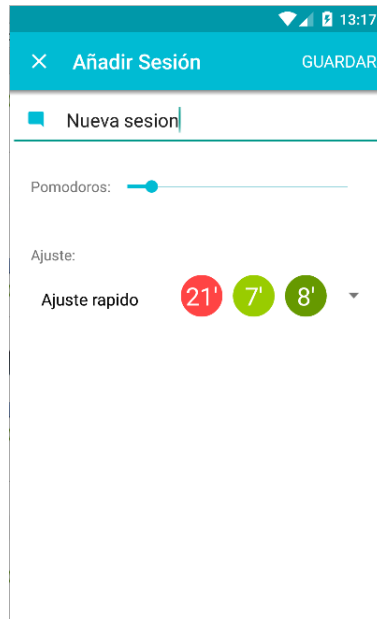 13:17
Añadir Sesión GUARDAR
Nueva sesion
Pomodoros:
Ajuste:
Ajuste rapido 21' 7' 8'